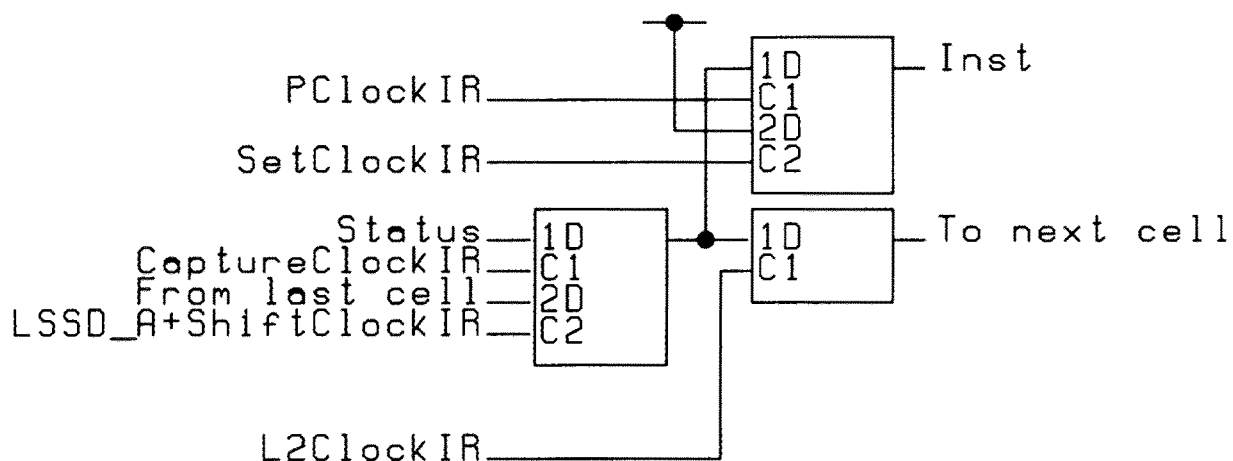 1D
Inst
PClockIR
C1
2D
SetClockIR
C2
Status
1D
1D
To next cell
CaptureClockIR
C1
C1
From last cell
2D
LSSD_A+ShiftClockIR
C2
L2ClockIR